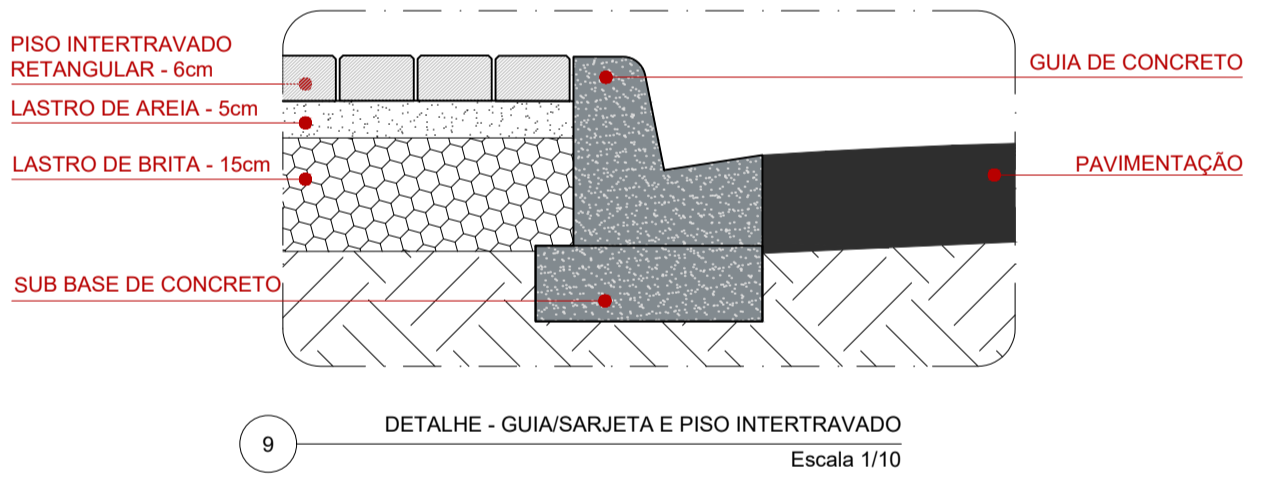 PISO INTERTRAVADO
RETANGULAR - 6cm
LASTRO DE AREIA - 5cm
LASTRO DE BRITA - 15cm
SUB BASE DE CONCRETO
GUIA DE CONCRETO
PAVIMENTAÇÃO
9
DETALHE - GUIA/SARJETA E PISO INTERTRAVADO
Escala 1/10